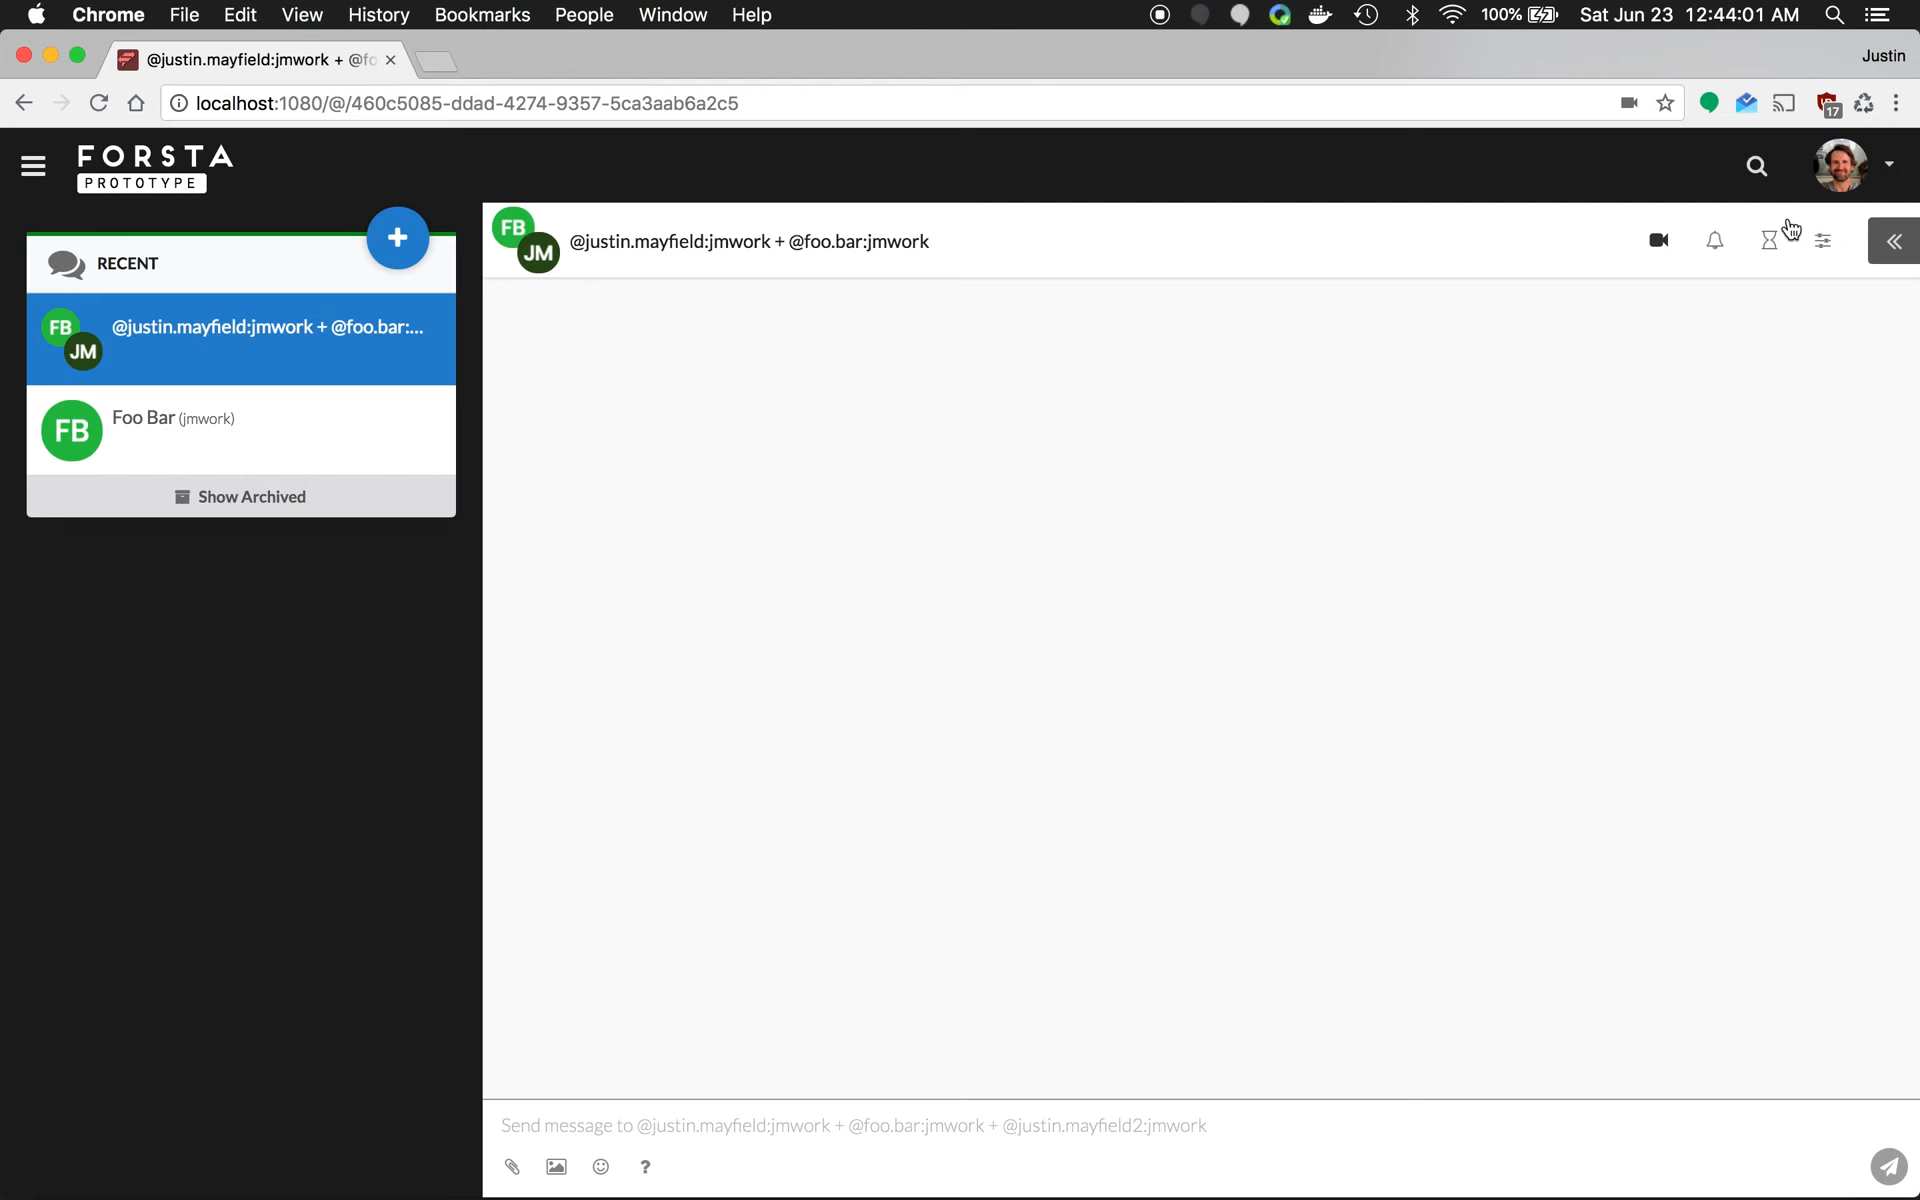 Chrome File Edit View History Bookmarks People Window Help 100% Sat Jun 23 12:44:01 AM
@justin.mayfield:jmwork + @fo
Justin
localhost:1080/@/460c5085-ddad-4274-9357-5ca3aab6a2c5
17
FORSTA
PROTOTYPE
RECENT
FB
JM
@justin.mayfield:jmwork + @foo.bar:jmwork
FB
JM
@justin.mayfield:jmwork + @foo.bar:...
FB
Foo Bar (jmwork)
Show Archived
Send message to @justin.mayfield:jmwork + @foo.bar:jmwork + @justin.mayfield2:jmwork
?